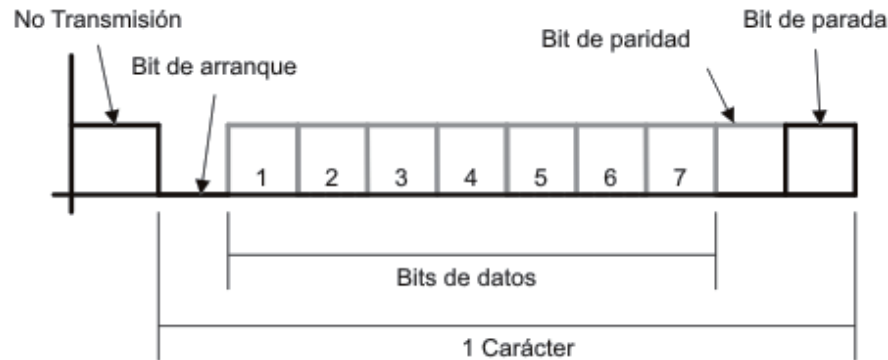 No Transmisión
Bit de arranque
Bit de paridad
Bit de parada
1 2 3 4 5 6 7
Bits de datos
1 Carácter